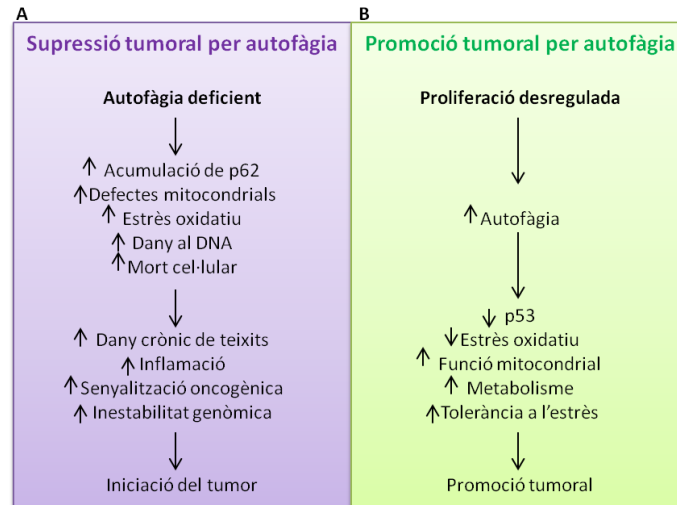 A
Supressió tumoral per autofàgia
Autofàgia deficient
Acumulació de p62
Defectes mitocondrials
Estrès oxidatiu
Dany al DNA
Mort cel·lular
Dany crònic de teixits
Inflamació
Senyalització oncogènica
Inestabilitat genòmica
Iniciació del tumor
B
Promoció tumoral per autofàgia
Proliferació desregulada
Autofàgia
p53
Estrès oxidatiu
Funció mitocondrial
Metabolisme
Tolerància a l’estrès
Promoció tumoral